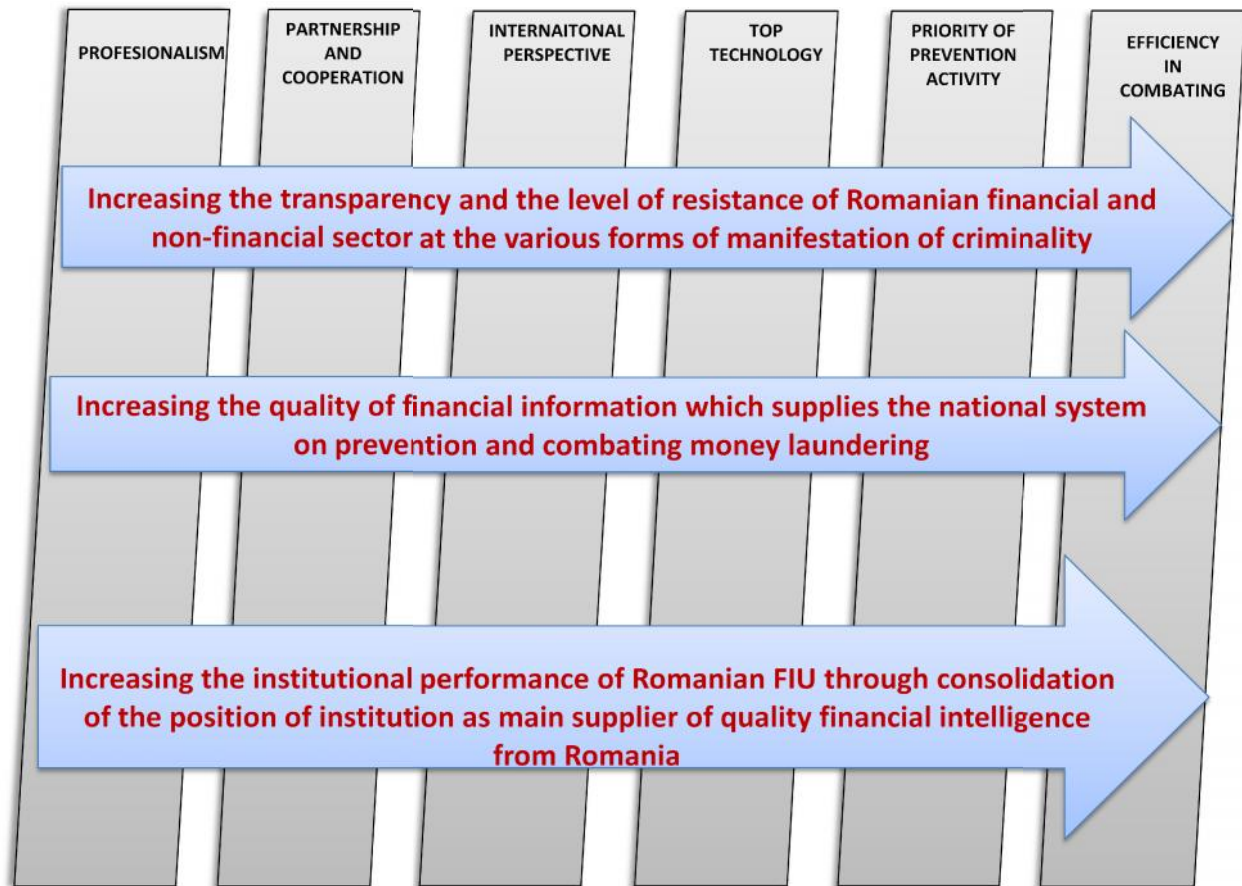 PROFESIONALISM
PARTNERSHIP
AND
COOPERATION
INTERNAITONAL
PERSPECTIVE
TOP
TECHNOLOGY
PRIORITY OF
PREVENTION
ACTIVITY
EFFICIENCY
IN
COMBATING
Increasing the transparency and the level of resistance of Romanian financial and
non-financial sector at the various forms of manifestation of criminality
Increasing the quality of financial information which supplies the national system
on prevention and combating money laundering
Increasing the institutional performance of Romanian FIU through consolidation
of the position of institution as main supplier of quality financial intelligence
from Romania